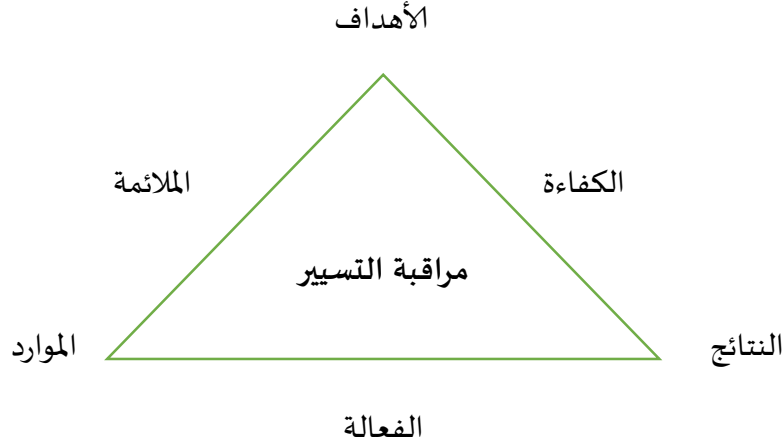 الأهداف
الكفاءة
الملائمة
مراقبة التسيير
النتائج
الموارد
الفعالة